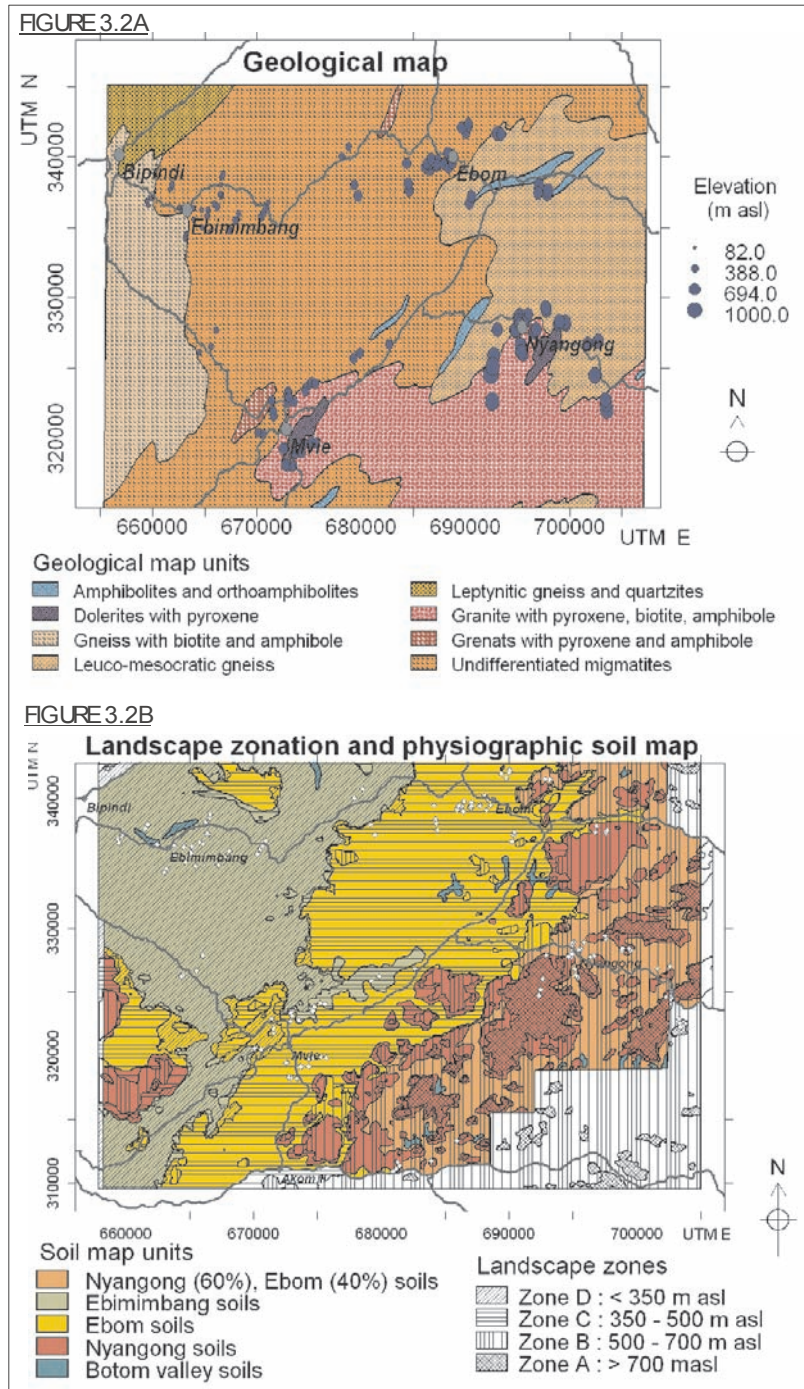 FIGURE 3.2A
Geological map
UTM N
340000
330000
320000
Bipindi
Ebimimbang
Ebom
Nyangong
Mvie
Elevation
(m asl)
82.0
388.0
694.0
1000.0
N
660000 670000 680000 690000 700000 UTM E
Geological map units
Amphibolites and orthoamphibolites
Dolerites with pyroxene
Gneiss with biotite and amphibole
Leuco-mesocratic gneiss
Leptynitic gneiss and quartzites
Granite with pyroxene, biotite, amphibole
Grenats with pyroxene and amphibole
Undifferentiated migmatites
FIGURE 3.2B
Landscape zonation and physiographic soil map
UTM N
340000
330000
320000
310000
Bipindi
Ebimimbang
Ebom
Mvie
Akom II
N
660000 670000 680000 690000 700000 UTM E
Soil map units
Nyangong (60%), Ebom (40%) soils
Ebimimbang soils
Ebom soils
Nyangong soils
Botom valley soils
Landscape zones
Zone D : < 350 m asl
Zone C : 350 - 500 m asl
Zone B : 500 - 700 m asl
Zone A : > 700 masl